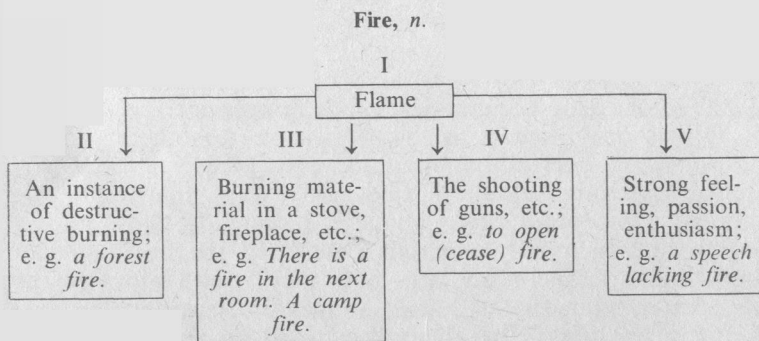 Fire, n.
I
Flame
II
An instance
of destruc-
tive burning;
e. g. a forest
fire.
III
Burning mate-
rial in a stove,
fireplace, etc.;
e. g. There is a
fire in the next
room. A camp
fire.
IV
The shooting
of guns, etc.;
e. g. to open
(cease) fire.
V
Strong feel-
ing, passion,
enthusiasm;
e. g. a speech
lacking fire.